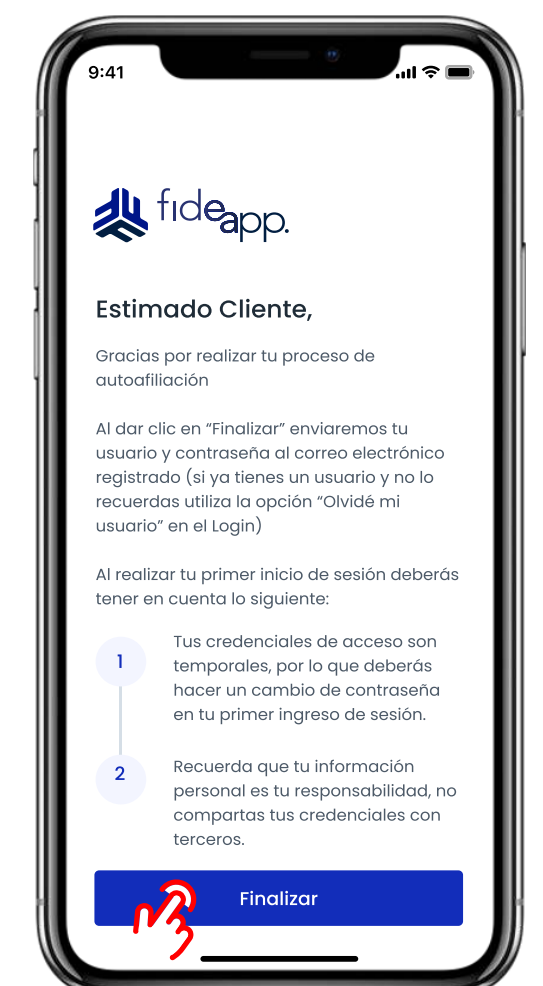 9:41
fideapp.
Estimado Cliente,
Gracias por realizar tu proceso de
autoafiliación
Al dar clic en “Finalizar” enviaremos tu
usuario y contraseña al correo electrónico
registrado (si ya tienes un usuario y no lo
recuerdas utiliza la opción “Olvidé mi
usuario” en el Login)
Al realizar tu primer inicio de sesión deberás
tener en cuenta lo siguiente:
1
Tus credenciales de acceso son
temporales, por lo que deberás
hacer un cambio de contraseña
en tu primer ingreso de sesión.
2
Recuerda que tu información
personal es tu responsabilidad, no
compartas tus credenciales con
terceros.
Finalizar